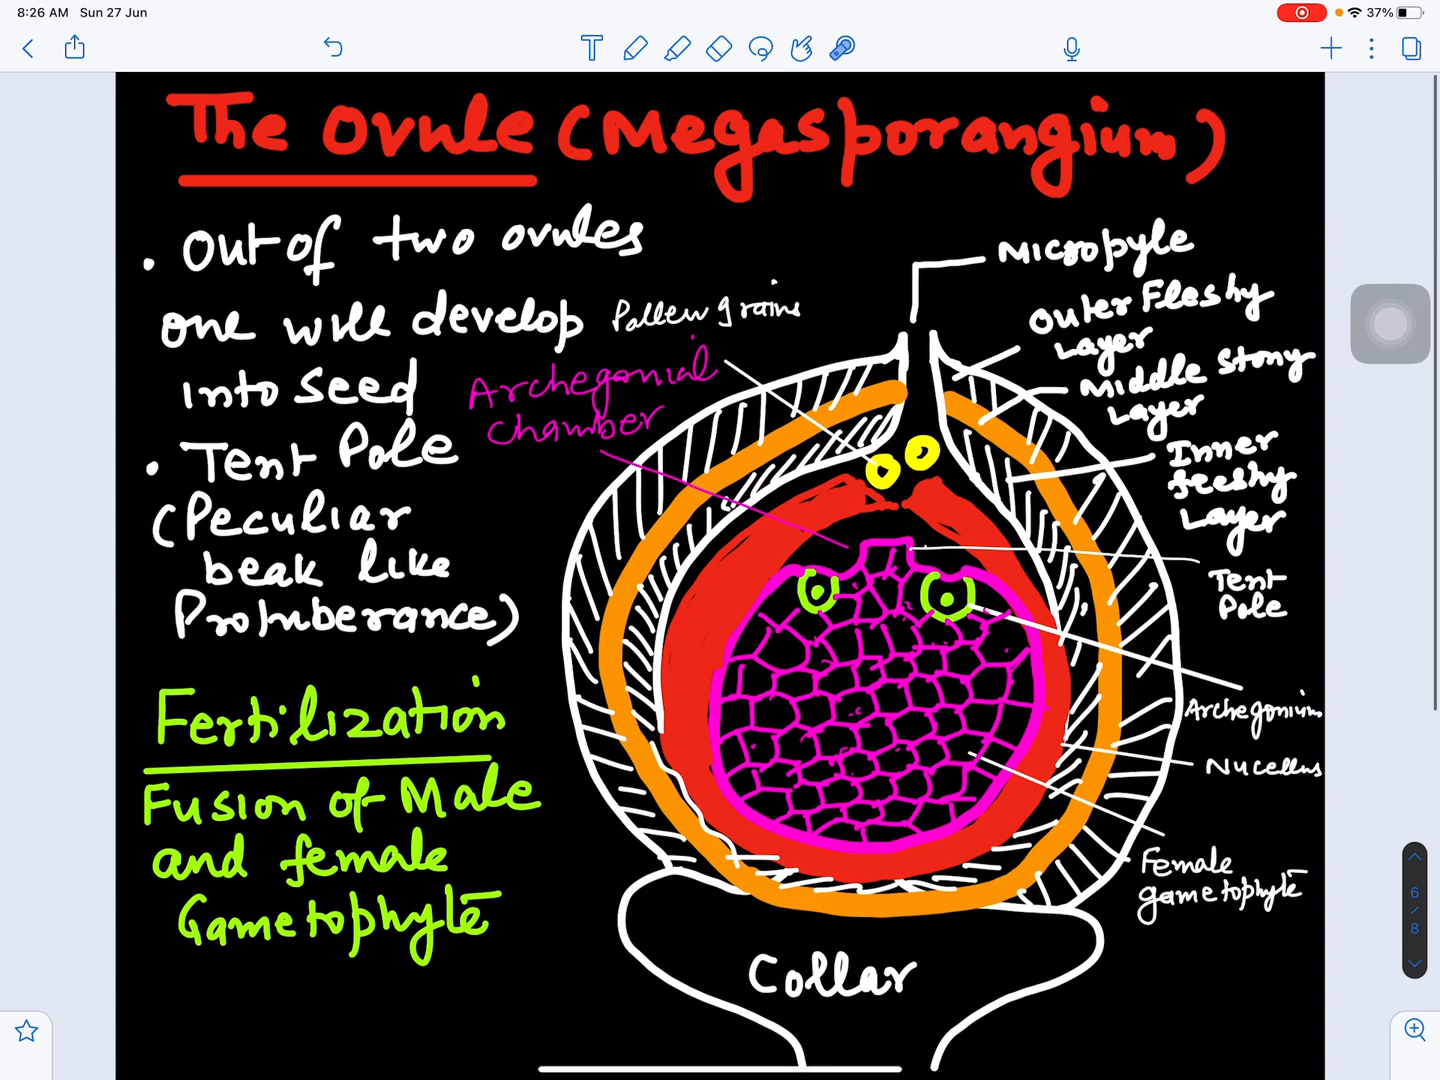 8:26 AM Sun 27 Jun
37%
The Ovule (Megasporangium)
. Out of two ovules
one will develop
into seed
• Tent Pole
(Peculiar
beak like
Protuberance)
Fertilization
Fusion of Male
and female
Gametophyte
Pollen grains
Archegonial
chamber
Micropyle
Outer Fleshy
Layer
Middle Stony
Layer
Inner
fleshy
Layer
Tent
Pole
Archegonium
Nucellus
Female
gametophyte
Collar
6
/
8